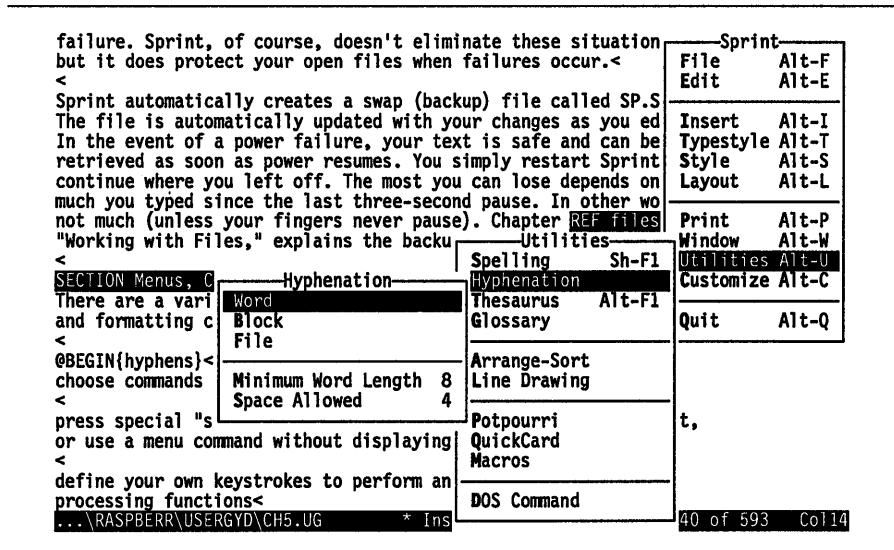 failure. Sprint, of course, doesn't elimi nate these situation Sprint
but it does protect your open files when failures occur.< File Alt-F
< Edit Alt-E
Sprint automatically creates a swap (backup) file called SP.S
The file is automatically updated with your changes as you ed Insert Alt-I
In the event of a power failure, your text is safe and can be Typestyle Alt-T
retrieved as soon as power resumes. You simply restart Sprint Style Alt-S
continue where you left off. The most you can lose depends on Layout Alt-L
much you typed since the last three-second pause. In other wo
not much (unless your fingers never pause). Chapter REF files Print Alt-P
"Working with Files," explains the backu Utilities Window Alt-W
< Spelling Sh-F1 Utilities Alt-U
SECTION Menus, C Hyphenation Hyphenation Customize Alt-C
There are a vari Word Thesaurus Alt-F1
and formatting c Block Glossary Quit Alt-Q
< File
@BEGIN{hyphens}< Arrange-Sort
choose commands Minimum Word Length 8 Line Drawing
< Space Allowed 4
press special "s Potpourri t,
or use a menu command without displaying QuickCard
< Macros
define your own keystrokes to perform an
processing functions< DOS Command
...\RASPBERR\USERGYD\CH5.UG * Ins 40 of 593 Col14